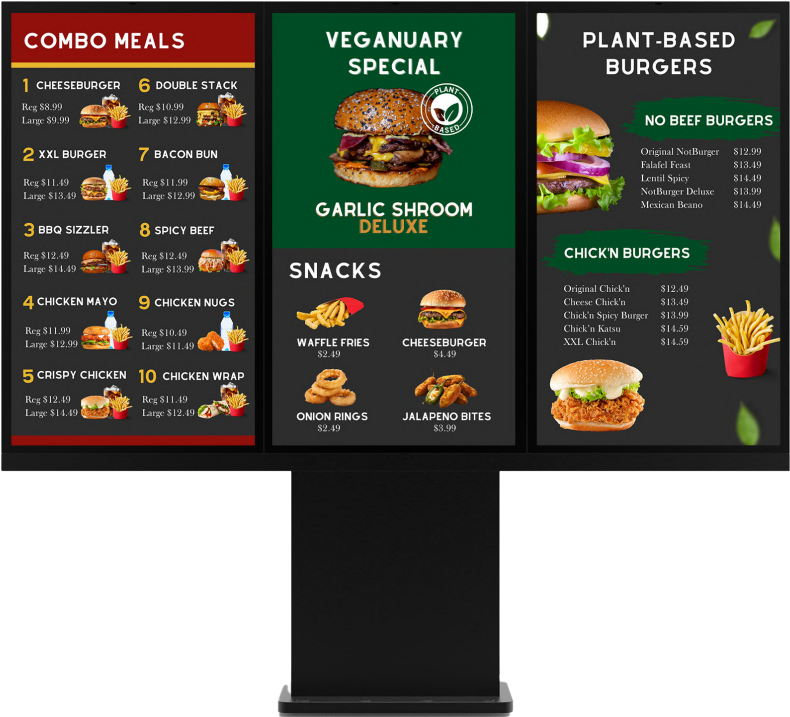 COMBO MEALS
1 CHEESEBURGER
Reg $8.99
Large $9.99
6 DOUBLE STACK
Reg $10.99
Large $12.99
2 XXL BURGER
Reg $11.49
Large $13.49
7 BACON BUN
Reg $11.99
Large $12.99
3 BBQ SIZZLER
Reg $12.49
Large $14.49
8 SPICY BEEF
Reg $12.49
Large $13.99
4 CHICKEN MAYO
Reg $11.99
Large $12.99
9 CHICKEN NUGS
Reg $10.49
Large $11.49
5 CRISPY CHICKEN
Reg $12.49
Large $14.49
10 CHICKEN WRAP
Reg $11.49
Large $12.49
VEGANUARY
SPECIAL
PLANT-
BASED
GARLIC SHROOM
DELUXE
SNACKS
WAFFLE FRIES
$2.49
CHEESEBURGER
$4.49
ONION RINGS
$2.49
JALAPENO BITES
$3.99
PLANT-BASED
BURGERS
NO BEEF BURGERS
Original NotBurger $12.99
Falafel Feast $13.49
Lentil Spicy $14.49
NotBurger Deluxe $13.99
Mexican Beano $14.49
CHICK'N BURGERS
Original Chick'n $12.49
Cheese Chick'n $13.49
Chick'n Spicy Burger $13.99
Chick'n Katsu $14.59
XXL Chick'n $14.59